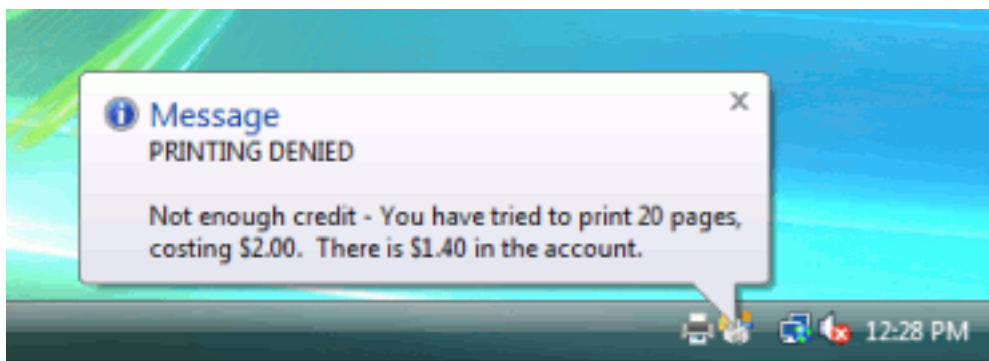 Message
PRINTING DENIED
Not enough credit - You have tried to print 20 pages,
costing $2.00.  There is $1.40 in the account.
12:28 PM